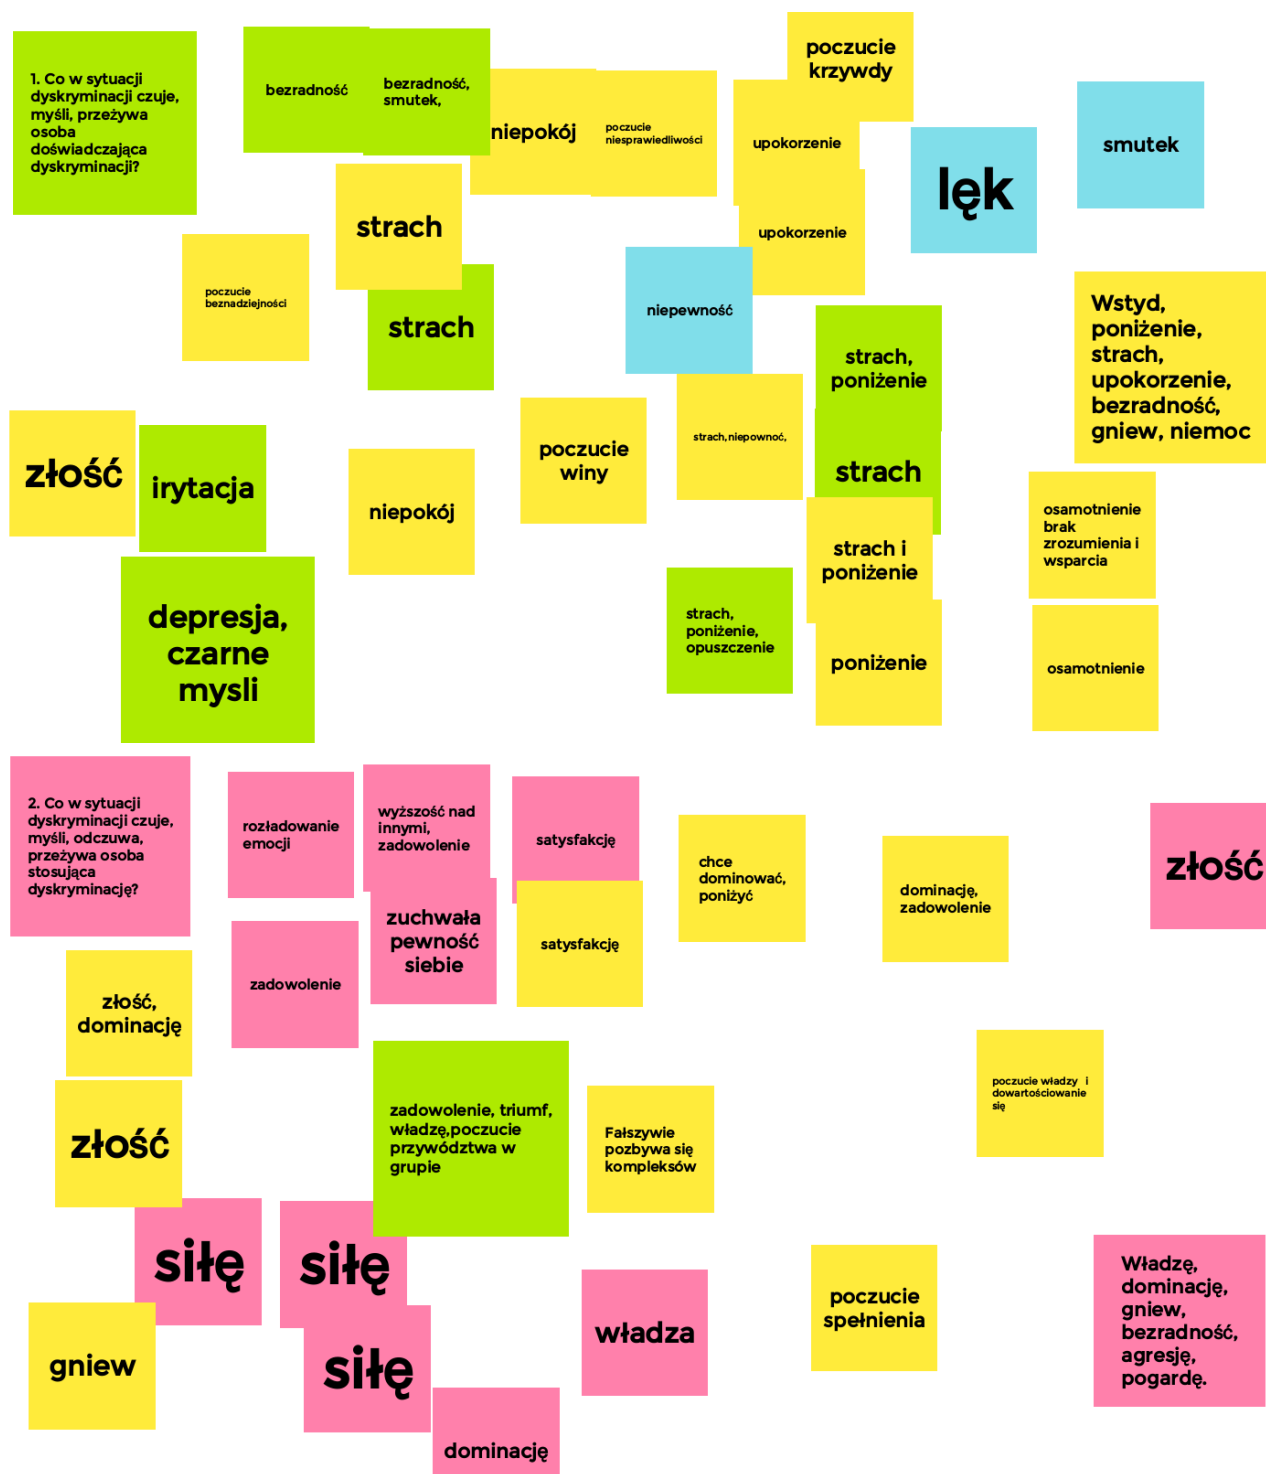 1. Co w sytuacji
dyskryminacji czuje,
myśli, przeżywa
osoba
doświadczająca
dyskryminacji?
bezradność
bezradność,
smutek,
niepokój
poczucie
niesprawiedliwości
poczucie
krzywdy
upokorzenie
upokorzenie
lęk
smutek
strach
strach
poczucie
beznadziejności
niepewność
strach,
poniżenie
Wstyd,
poniżenie,
strach,
upokorzenie,
bezradność,
gniew, niemoc
złość
irytacja
niepokój
poczucie
winy
strach,niepowność,
strach
osamotnienie
brak
zrozumienia i
wsparcia
strach i
poniżenie
depresja,
czarne
mysli
strach,
poniżenie,
opuszczenie
poniżenie
osamotnienie
2. Co w sytuacji
dyskryminacji czuje,
myśli, odczuwa,
przeżywa osoba
stosująca
dyskryminację?
rozładowanie
emocji
wyższość nad
innymi,
zadowolenie
satysfakcję
chce
dominować,
poniżyć
dominację,
zadowolenie
złość
zuchwała
pewność
siebie
satysfakcję
zadowolenie
złość,
dominację
złość
zadowolenie, triumf,
władzę,poczucie
przywództwa w
grupie
Fałszywie
pozbywa się
kompleksów
poczucie władzy i
dowartościowanie
się
siłę
siłę
siłę
gniew
władza
poczucie
spełnienia
Władzę,
dominację,
gniew,
bezradność,
agresję,
pogardę.
dominację